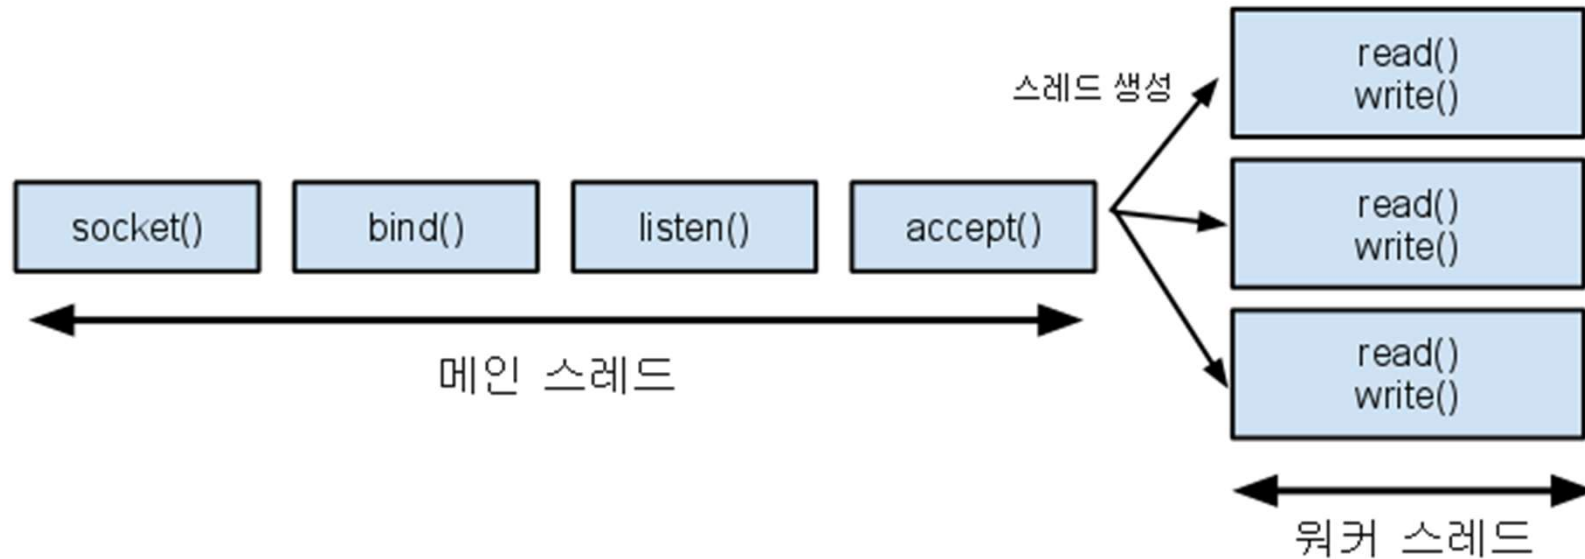 스레드 생성
read()
write()
socket()
bind()
listen()
accept()
read()
write()
read()
write()
메인 스레드
워커 스레드